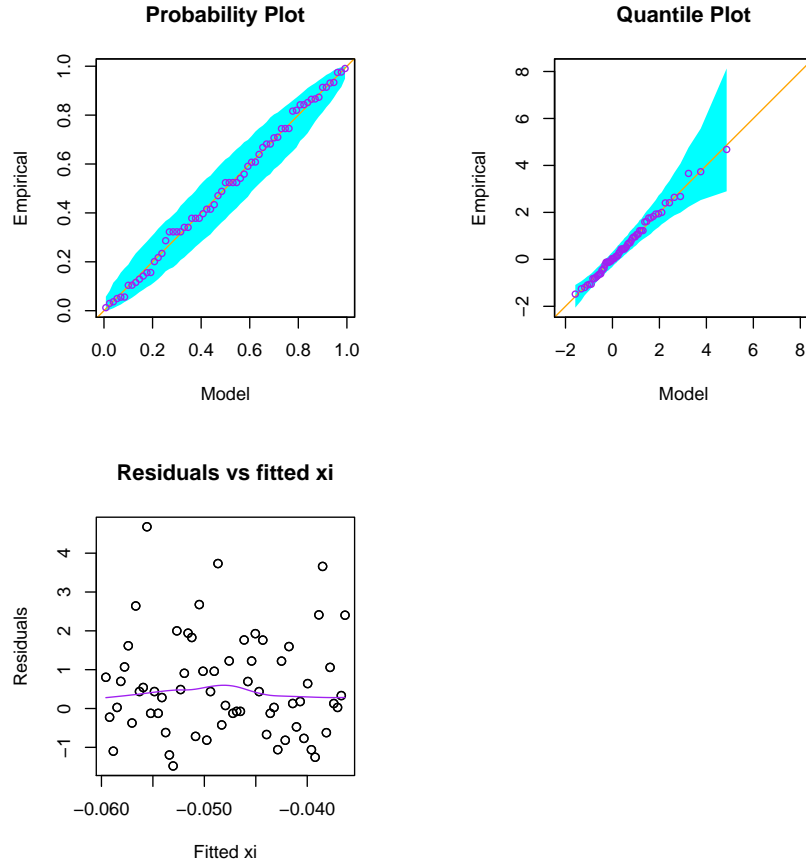 Probability Plot
Empirical
0.0 0.2 0.4 0.6 0.8 1.0
0.0 0.2 0.4 0.6 0.8 1.0
Model
Quantile Plot
Empirical
−2 0 2 4 6 8
−2 0 2 4 6 8
Model
Residuals vs fitted xi
Residuals
−1 0 1 2 3 4
−0.060 −0.050 −0.040
Fitted xi